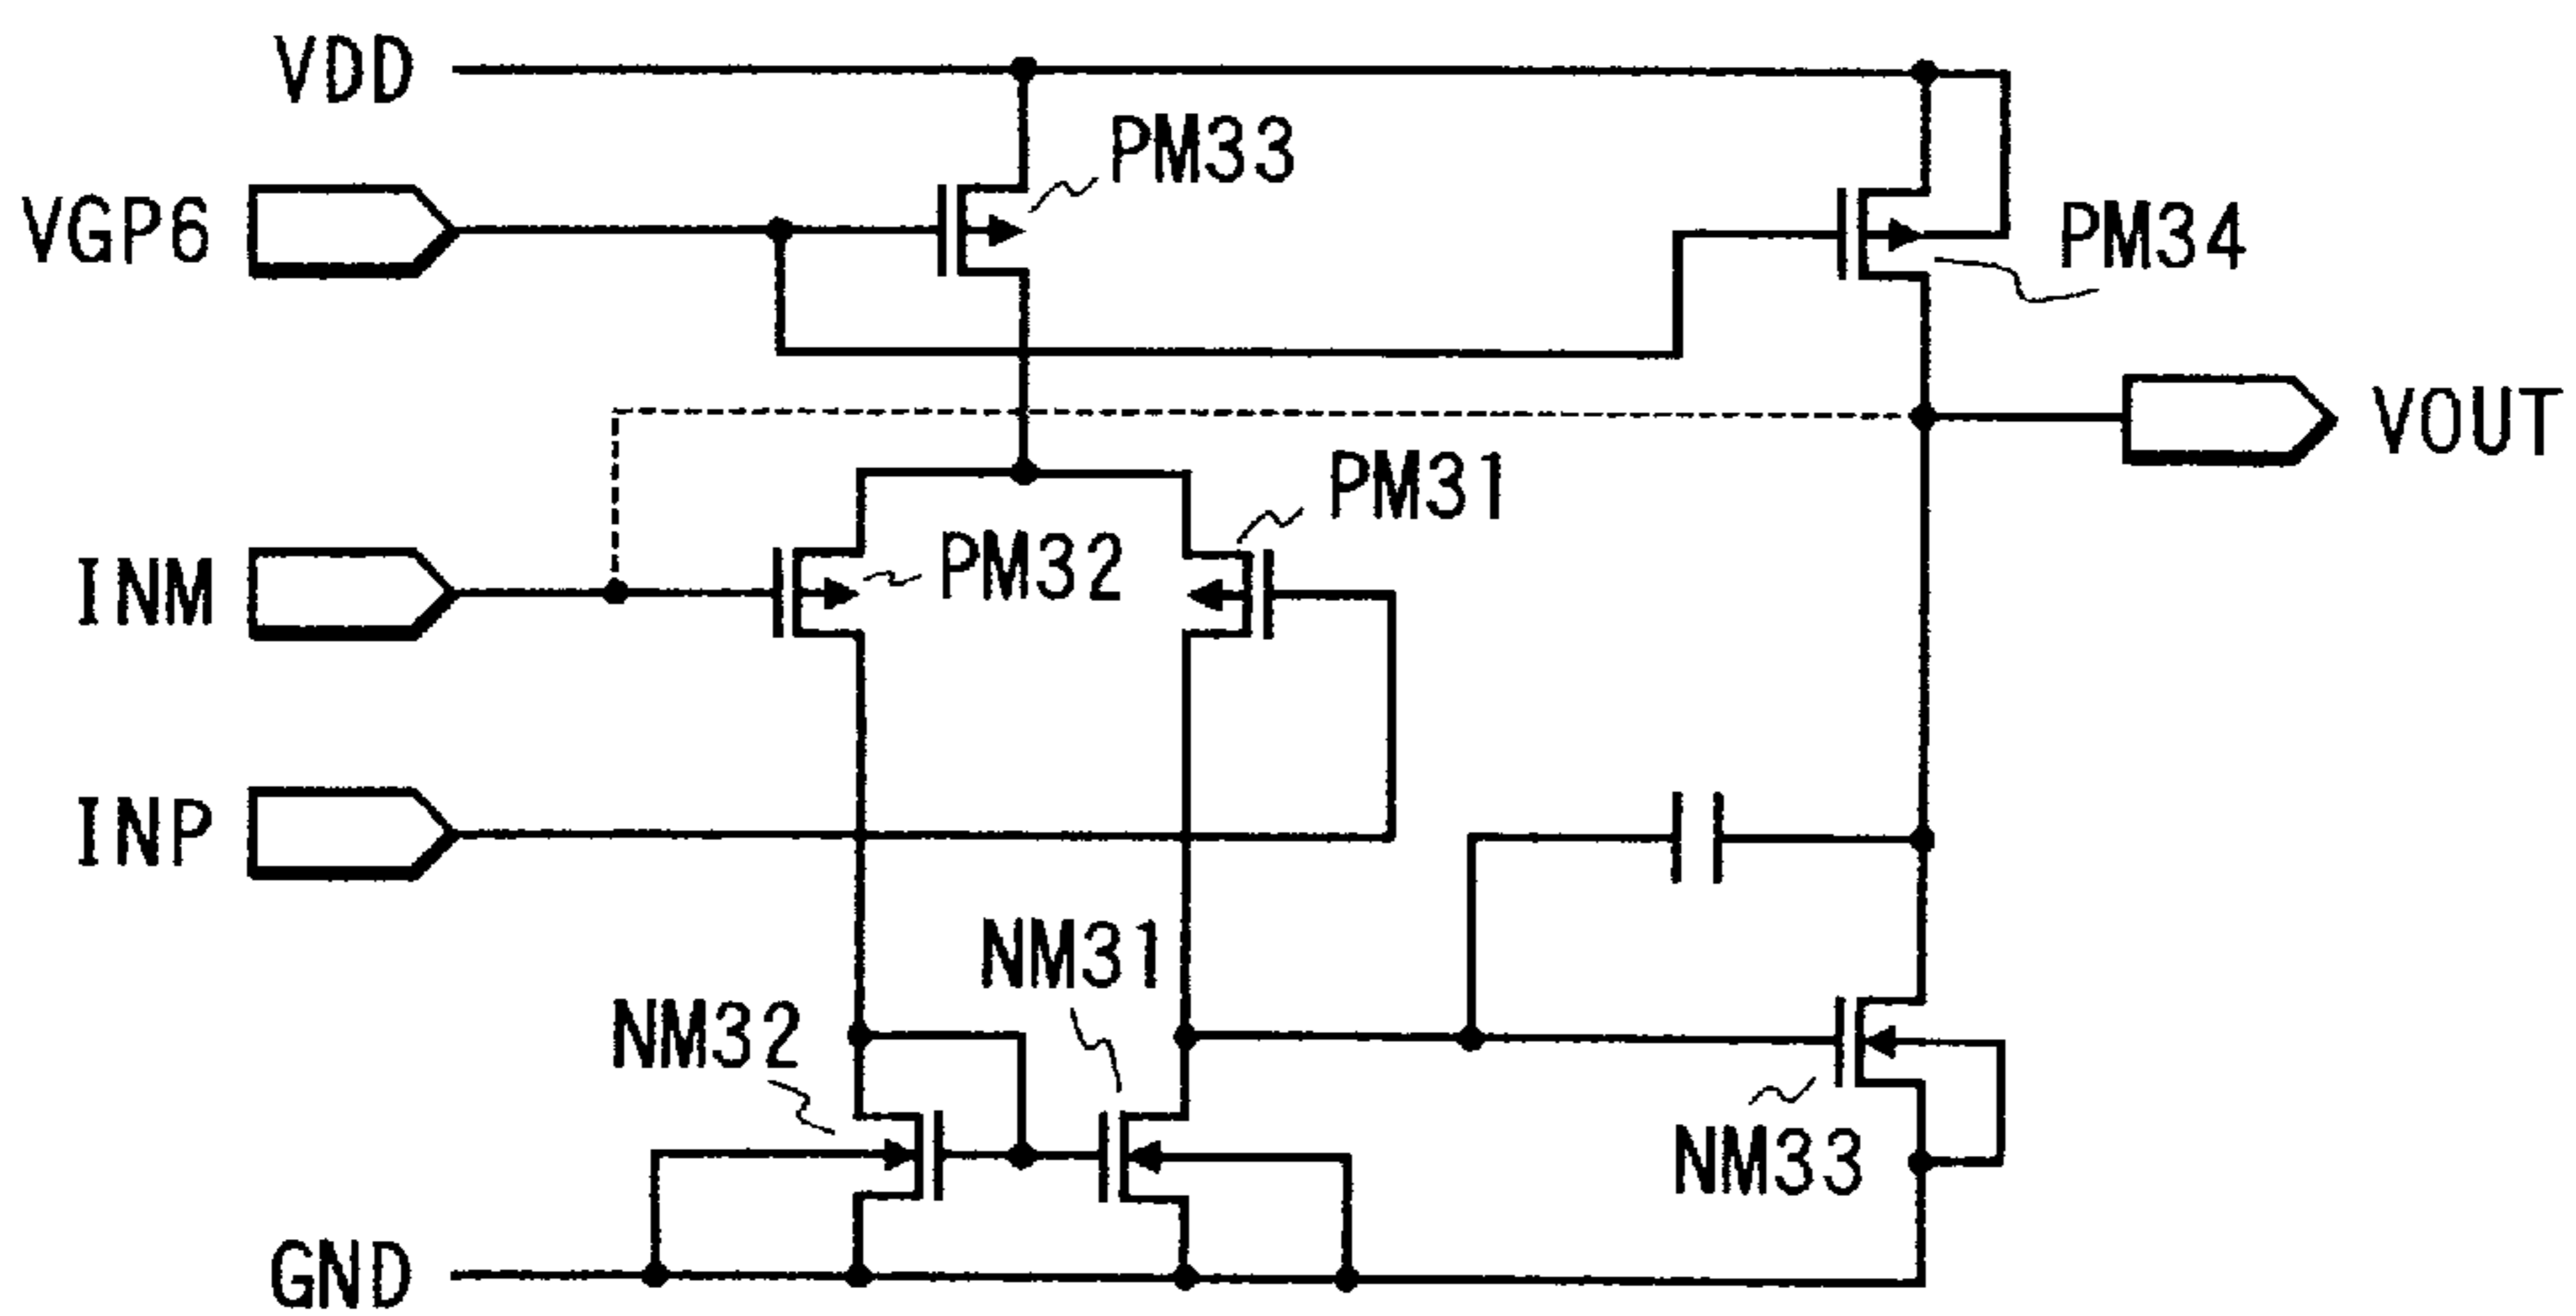 VDD
PM33
VGP6
PM34
VOUT
PM31
INM
PM32
INP
NM31
NM32
NM33
GND